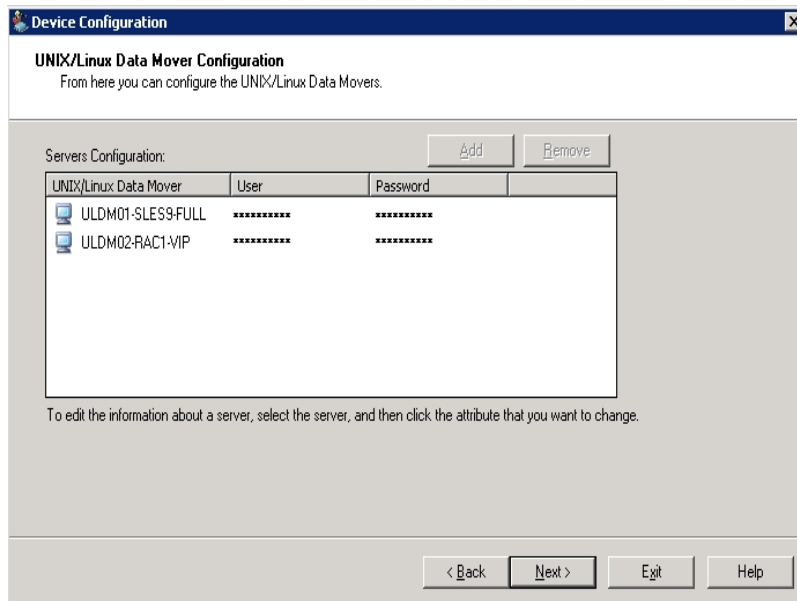 Device Configuration
UNIX/Linux Data Mover Configuration
From here you can configure the UNIX/Linux Data Movers.
Servers Configuration:
Add Remove
UNIX/Linux Data Mover User Password
ULDM01-SLES9-FULL ********** **********
ULDM02-RAC1-VIP ********** **********
To edit the information about a server, select the server, and then click the attribute that you want to change.
< Back Next > Exit Help